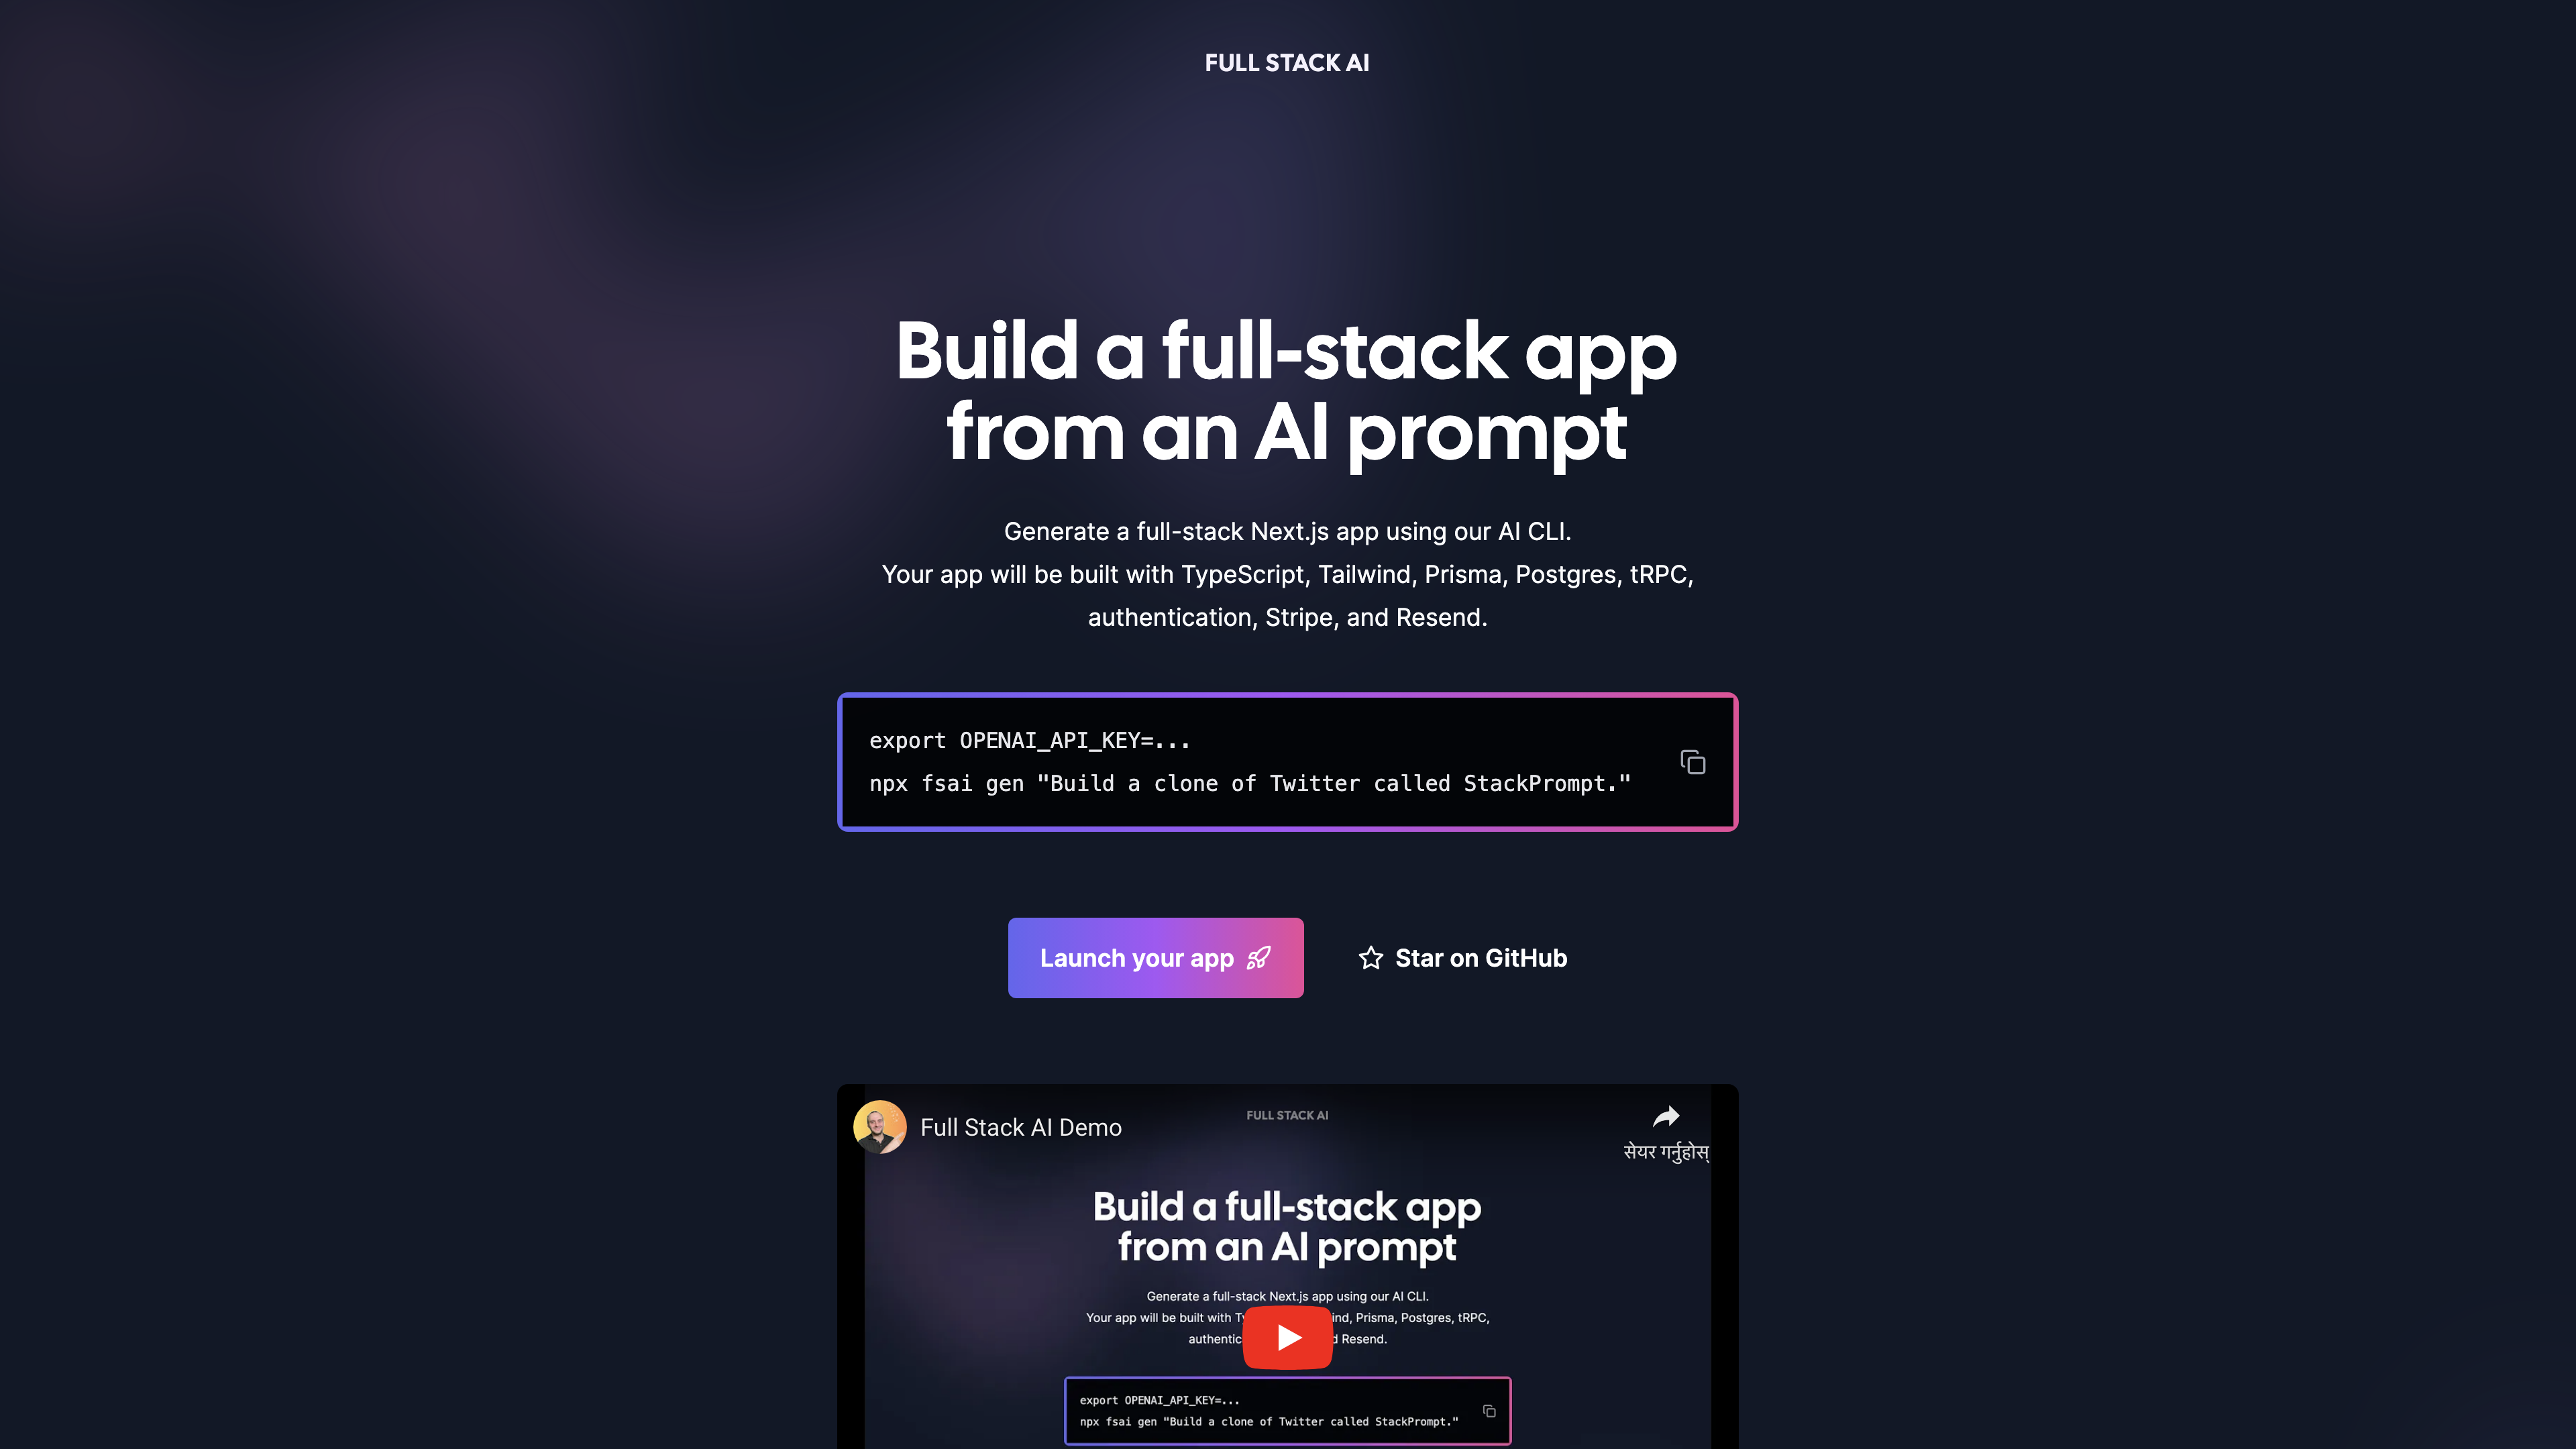 FULL STACK AI
Build a full-stack app
from an AI prompt
Generate a full-stack Next.js app using our AI CLI.
Your app will be built with TypeScript, Tailwind, Prisma, Postgres, tRPC,
authentication, Stripe, and Resend.
export OPENAI_API_KEY=...
npx fsai gen "Build a clone of Twitter called StackPrompt."
Launch your app
Star on GitHub
Full Stack AI Demo
FULL STACK AI
सेयर गर्नुहोस्
Build a full-stack app
from an AI prompt
Generate a full-stack Next.js app using our AI CLI.
Your app will be built with ind, Prisma, Postgres, tRPC,
authentic Resend.
export OPENAI_API_KEY=...
npx fsai gen "Build a clone of Twitter called StackPrompt."